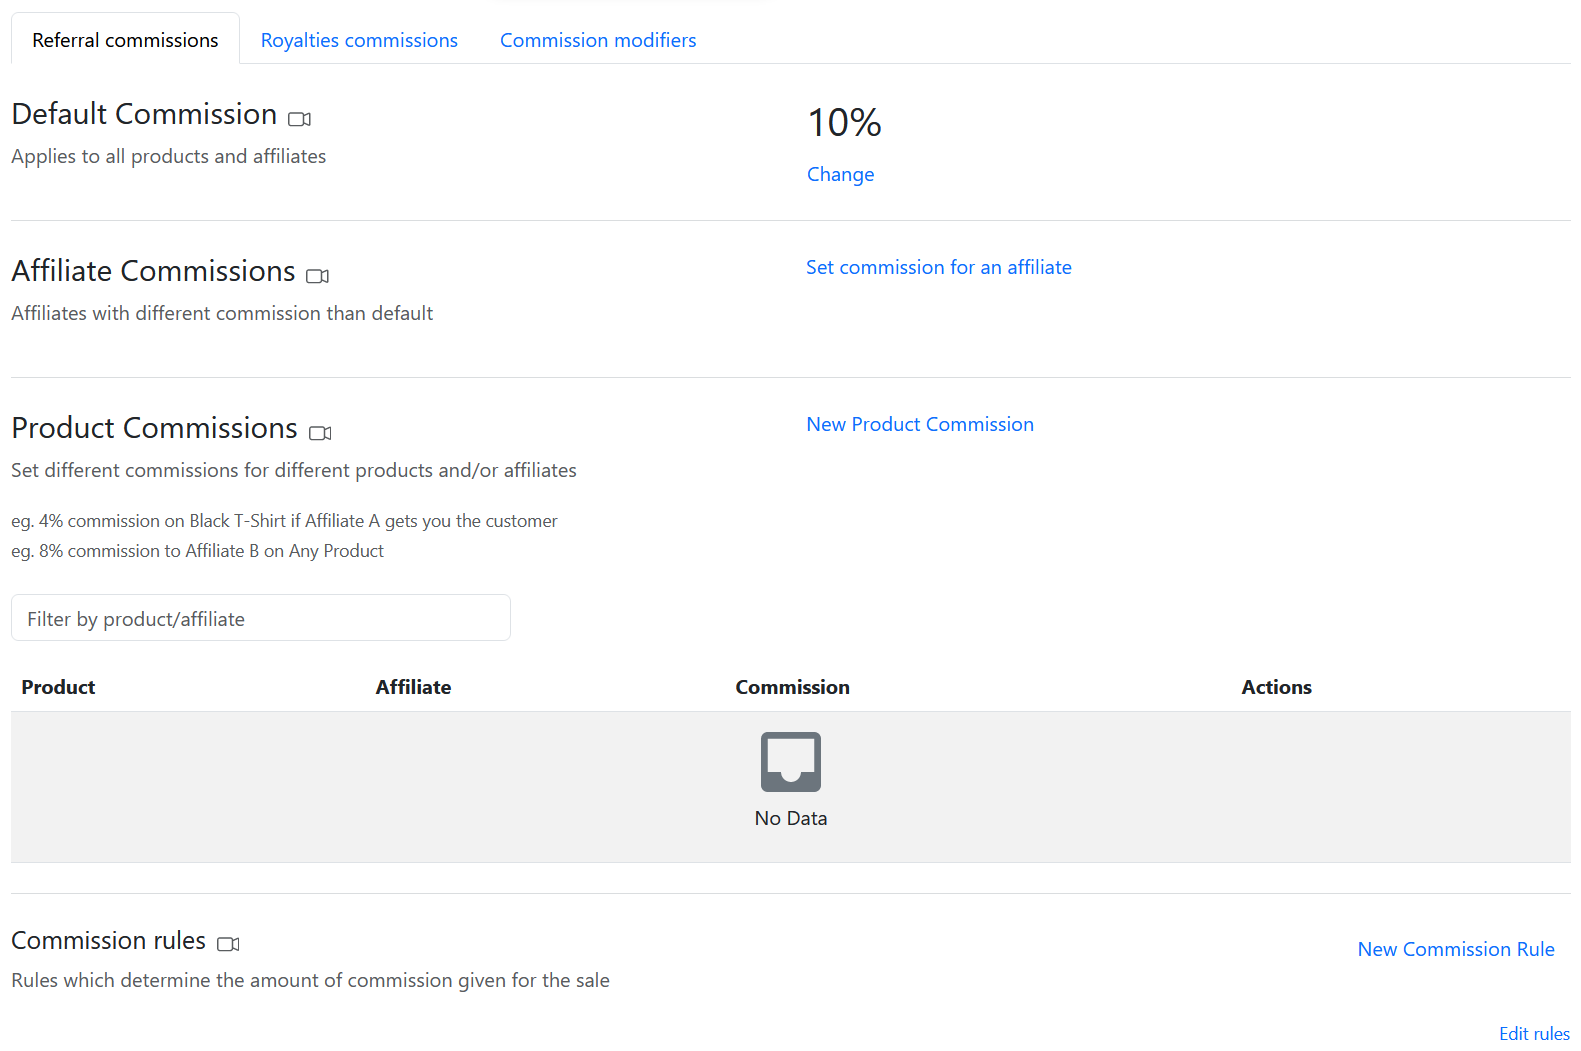 Referral commissions
Royalties commissions
Commission modifiers
Default Commission
Applies to all products and affiliates
10%
Change
Affiliate Commissions
Affiliates with different commission than default
Set commission for an affiliate
Product Commissions
Set different commissions for different products and/or affiliates
New Product Commission
eg. 4% commission on Black T-Shirt if Affiliate A gets you the customer
eg. 8% commission to Affiliate B on Any Product
Filter by product/affiliate
Product Affiliate Commission Actions
No Data
Commission rules
Rules which determine the amount of commission given for the sale
New Commission Rule
Edit rules